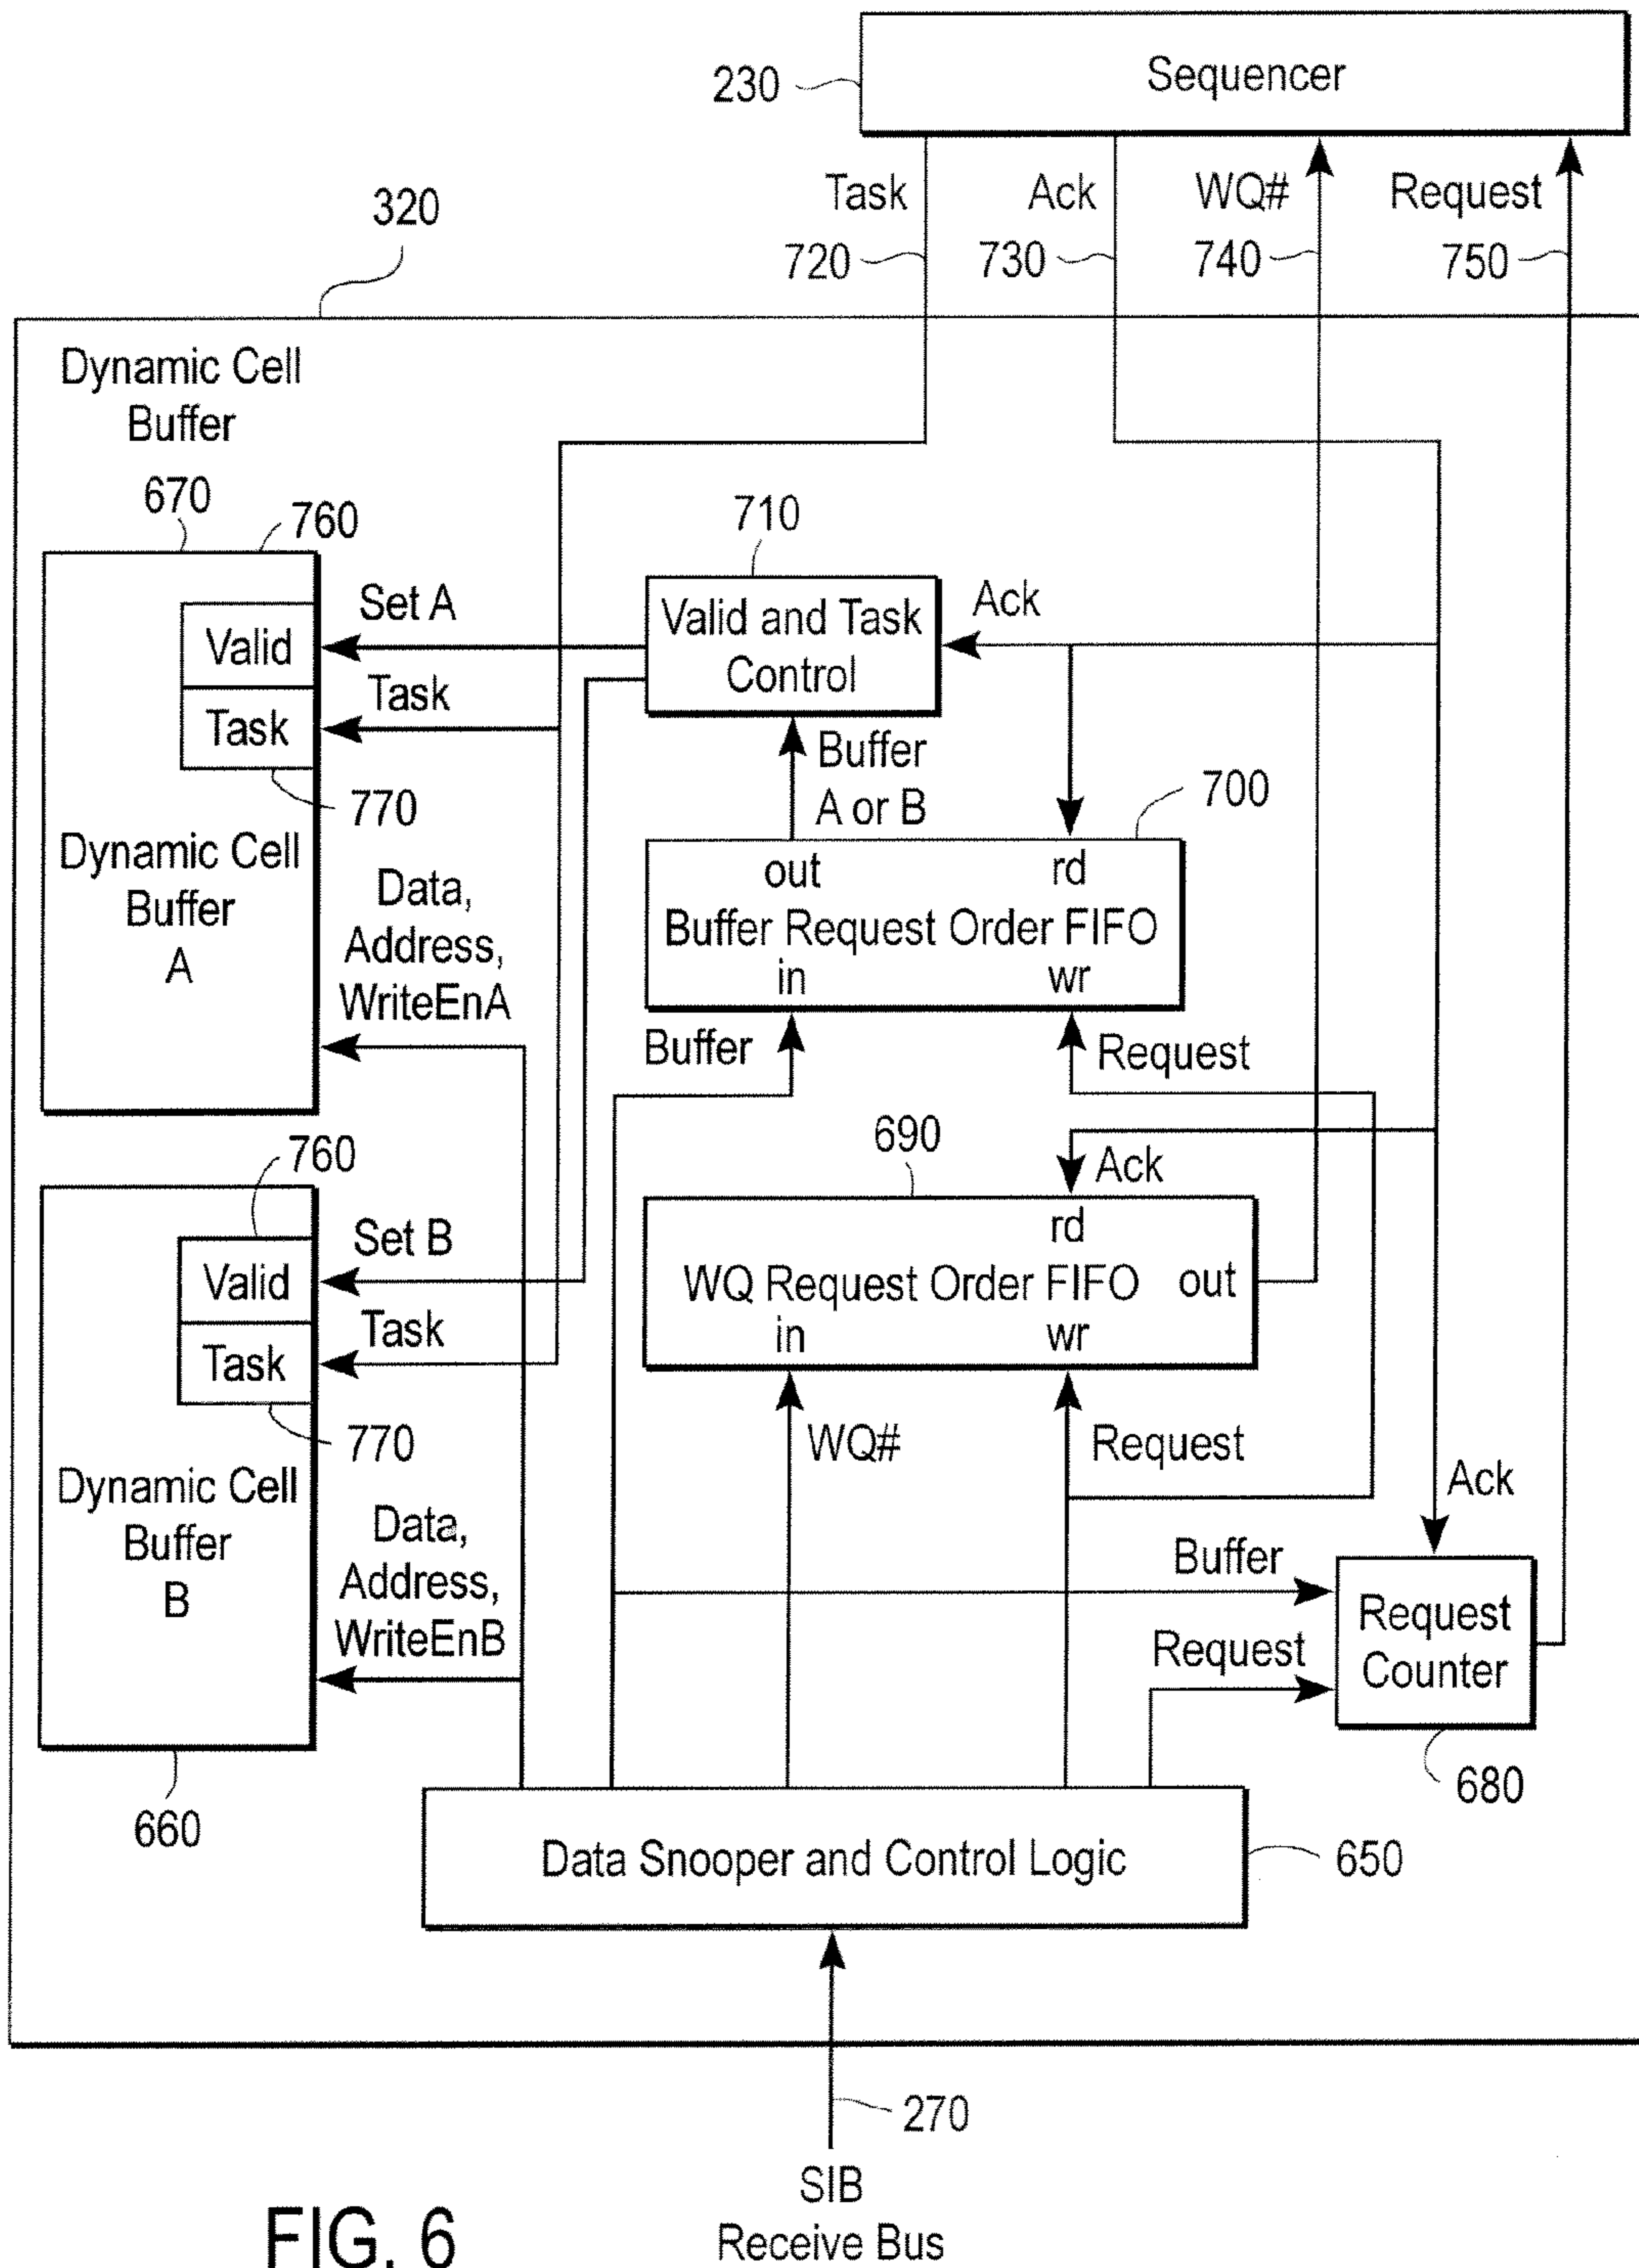 Sequencer
230
Task
Ack
WQ#
Request
720
730
740
750
320
Dynamic Cell
Buffer
670
760
710
Valid
Task
Set A
Task
Valid and Task
Control
Ack
770
Buffer
A or B
700
Dynamic Cell
Buffer
A
Data,
Address,
WriteEnA
out
rd
Buffer Request Order FIFO
in
wr
Buffer
Request
690
Ack
760
Valid
Task
Set B
Task
rd
WQ Request Order FIFO
out
in
wr
770
WQ#
Request
Ack
Dynamic Cell
Buffer
B
Data,
Address,
WriteEnB
Buffer
Request
Request
Counter
680
660
Data Snooper and Control Logic
650
270
SIB
Receive Bus
FIG. 6